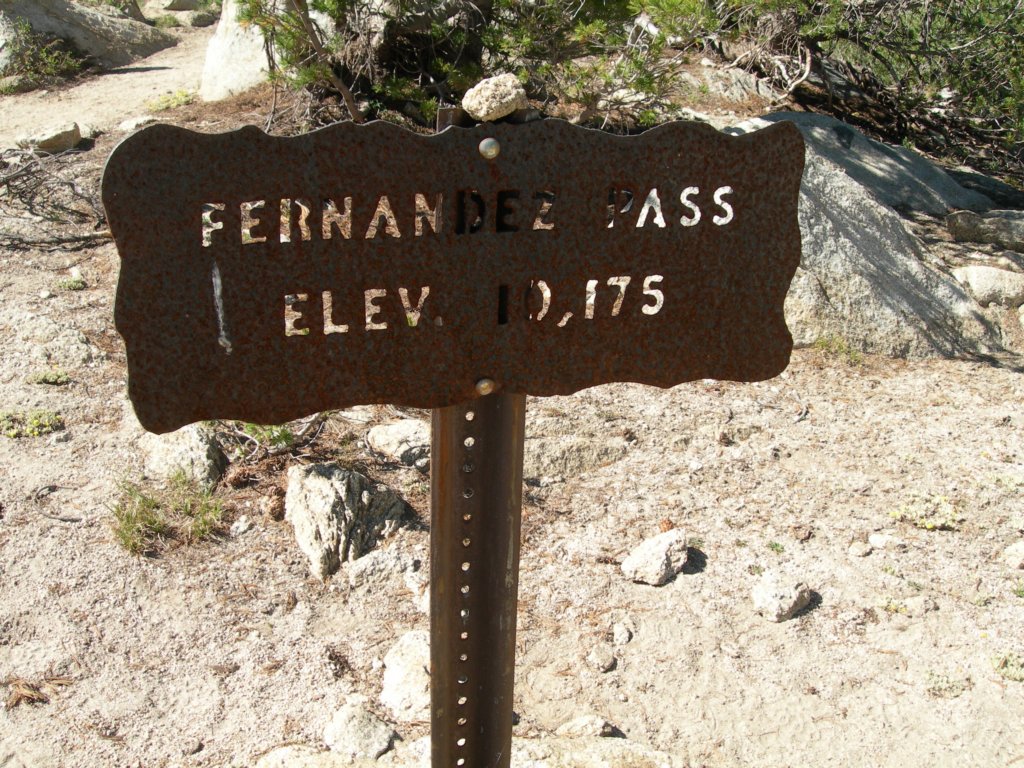 FERNANDEZ PASS
ELEV. 10,175